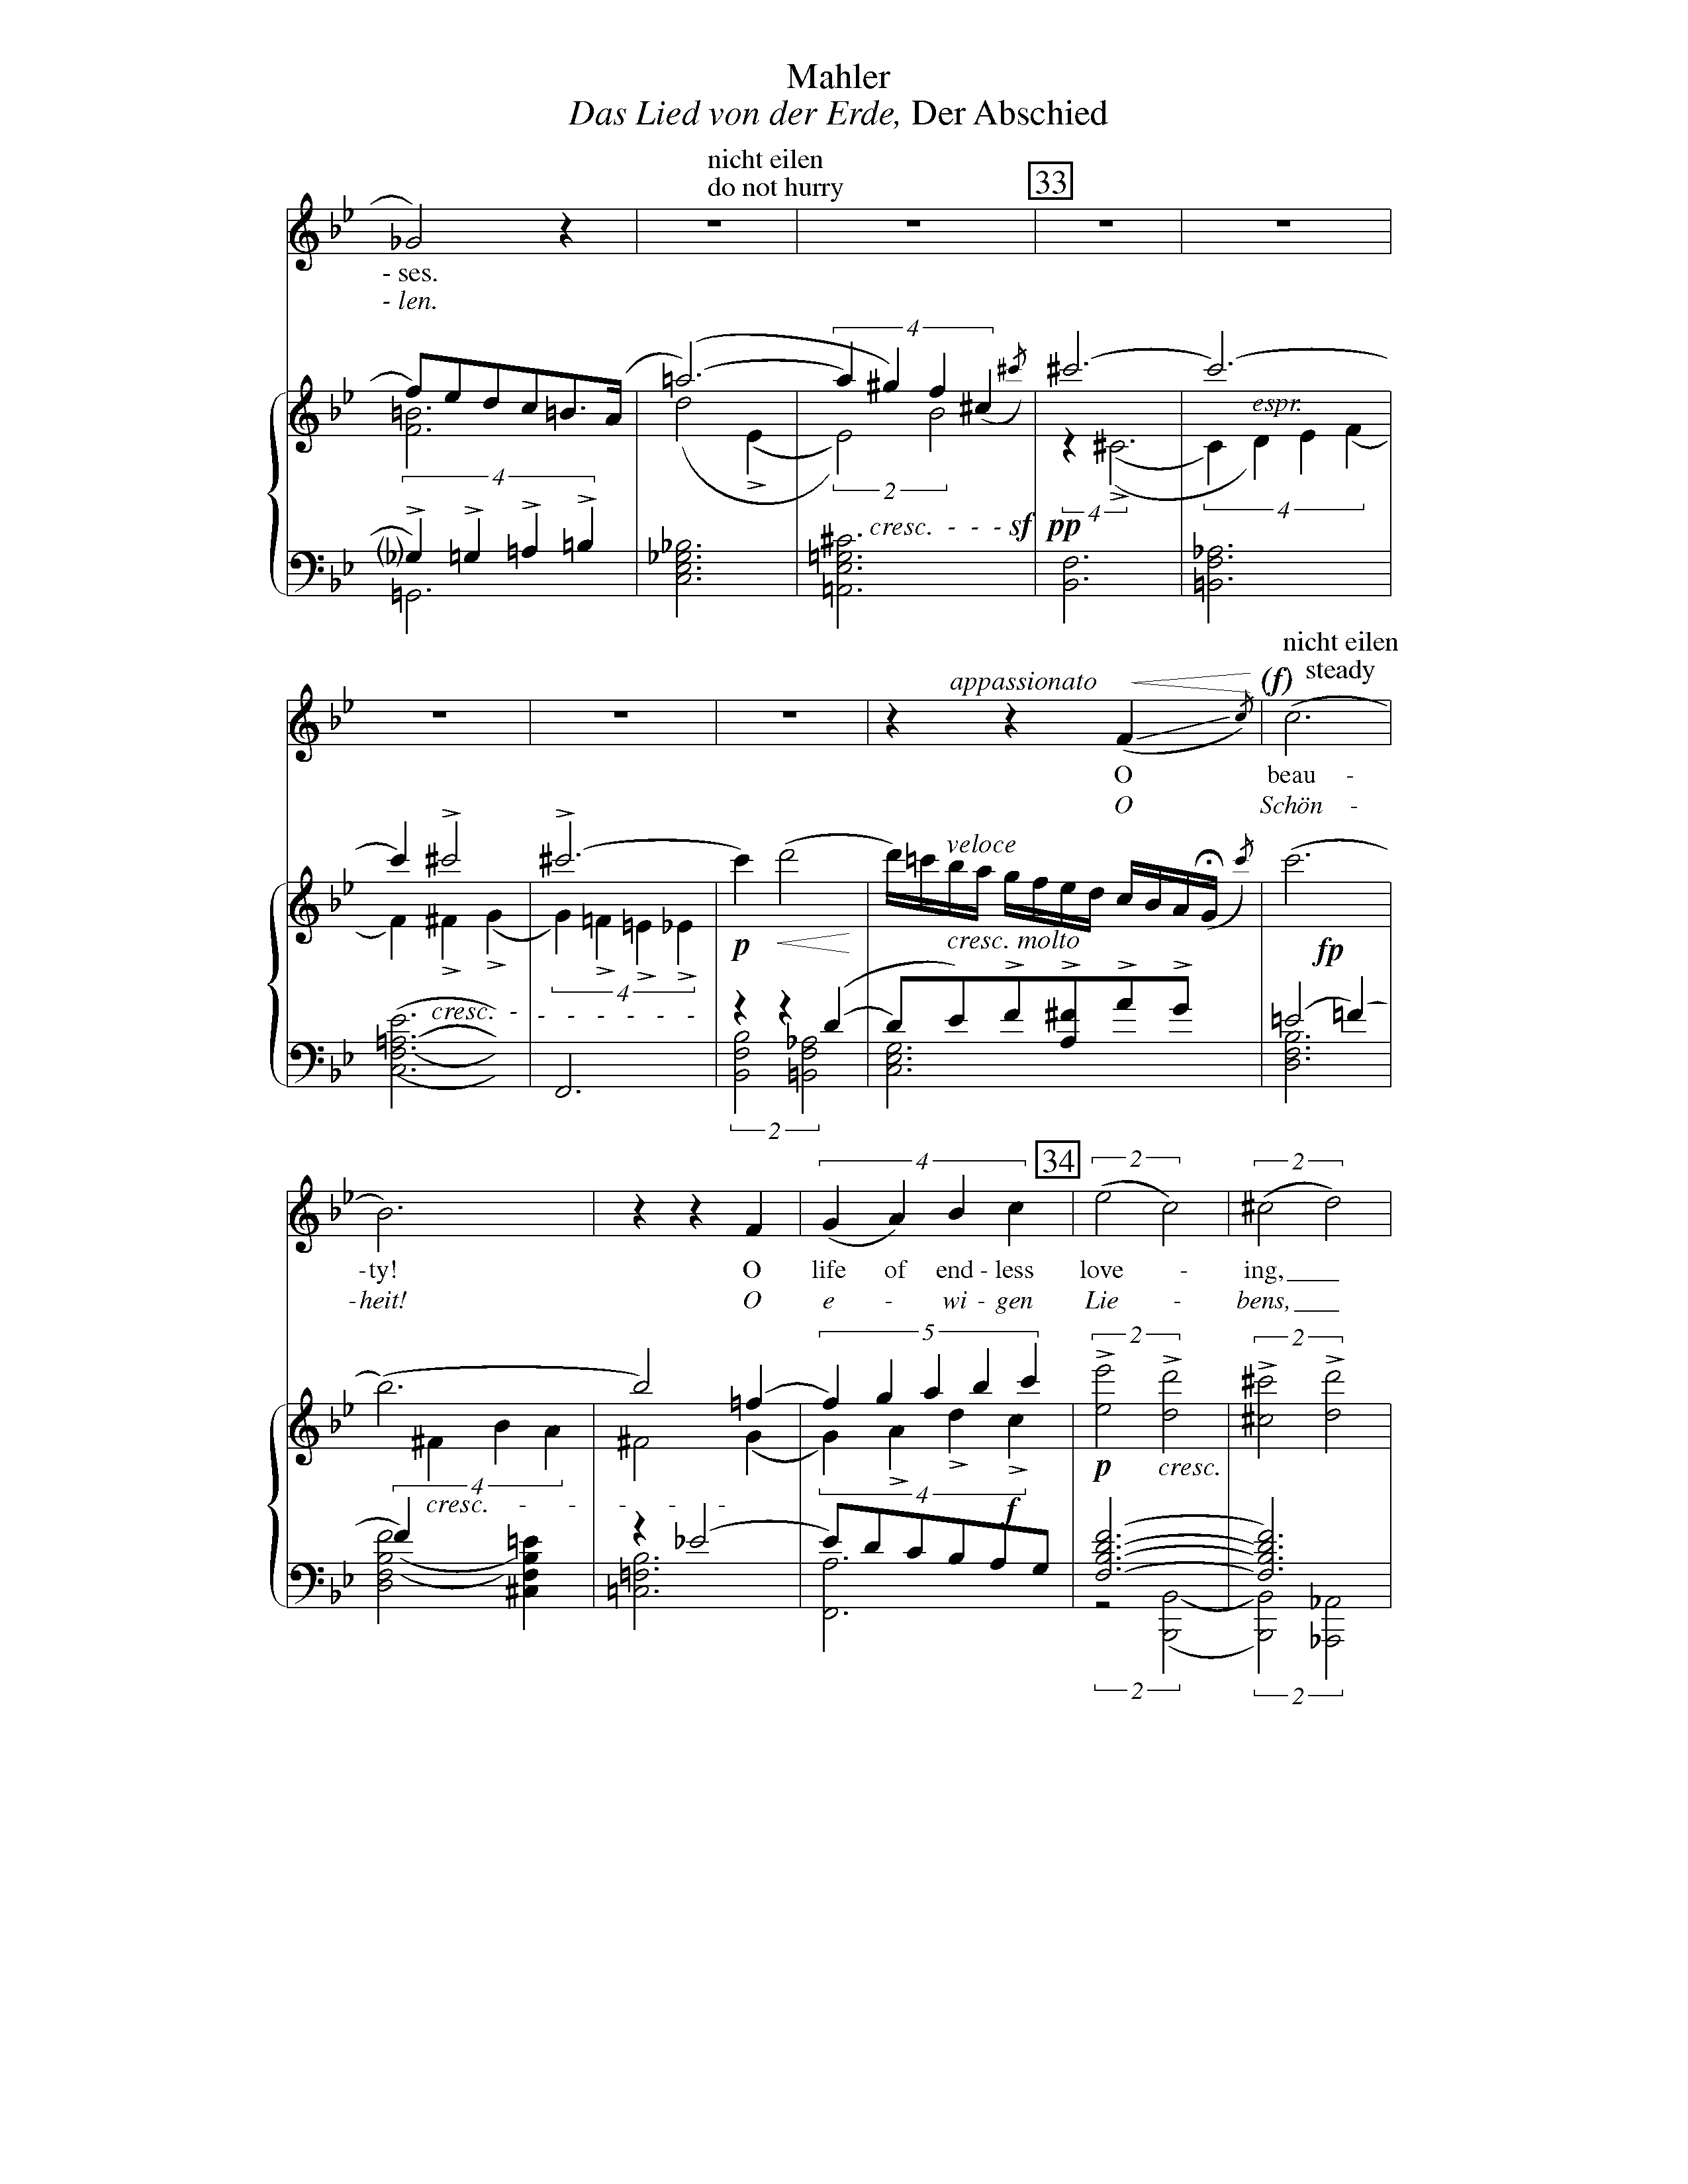 Mahler
Das Lied von der Erde, Der Abschied
nicht eilen
do not hurry
33
- ses.
- len.
4
4
espr.
4
2
4
4
cresc. - - - sf pp
nicht eilen
steady
appassionato
(f)
O beau -
O Schön -
veloce
p
cresc. molto
fp
4
cresc. - - - - - - -
2
4
34
2
2
-ty! O life of end - less love - ing,
-heit! O e - wi - gen Lie - bens,
5
2
2
p
cresc.
4
4
cresc. - - - - -
f
2
2